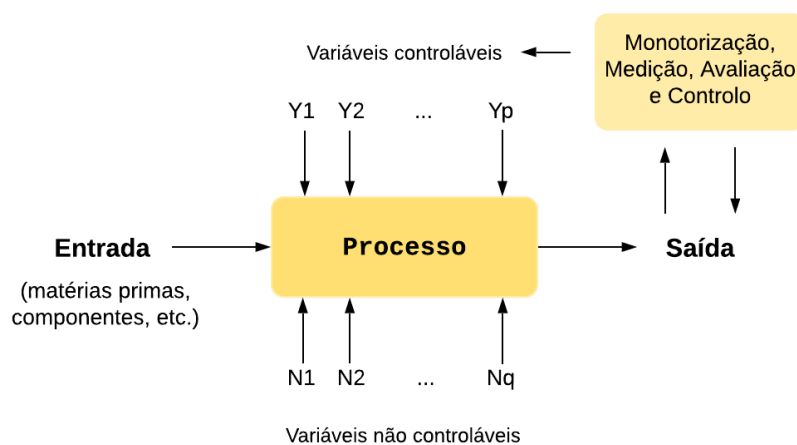 Variáveis controláveis
Monotorização,
Medição, Avaliação
e Controlo
Y1 Y2 ... Yp
Entrada
Processo
Saída
(matérias primas,
componentes, etc.)
N1 N2 ... Nq
Variáveis não controláveis